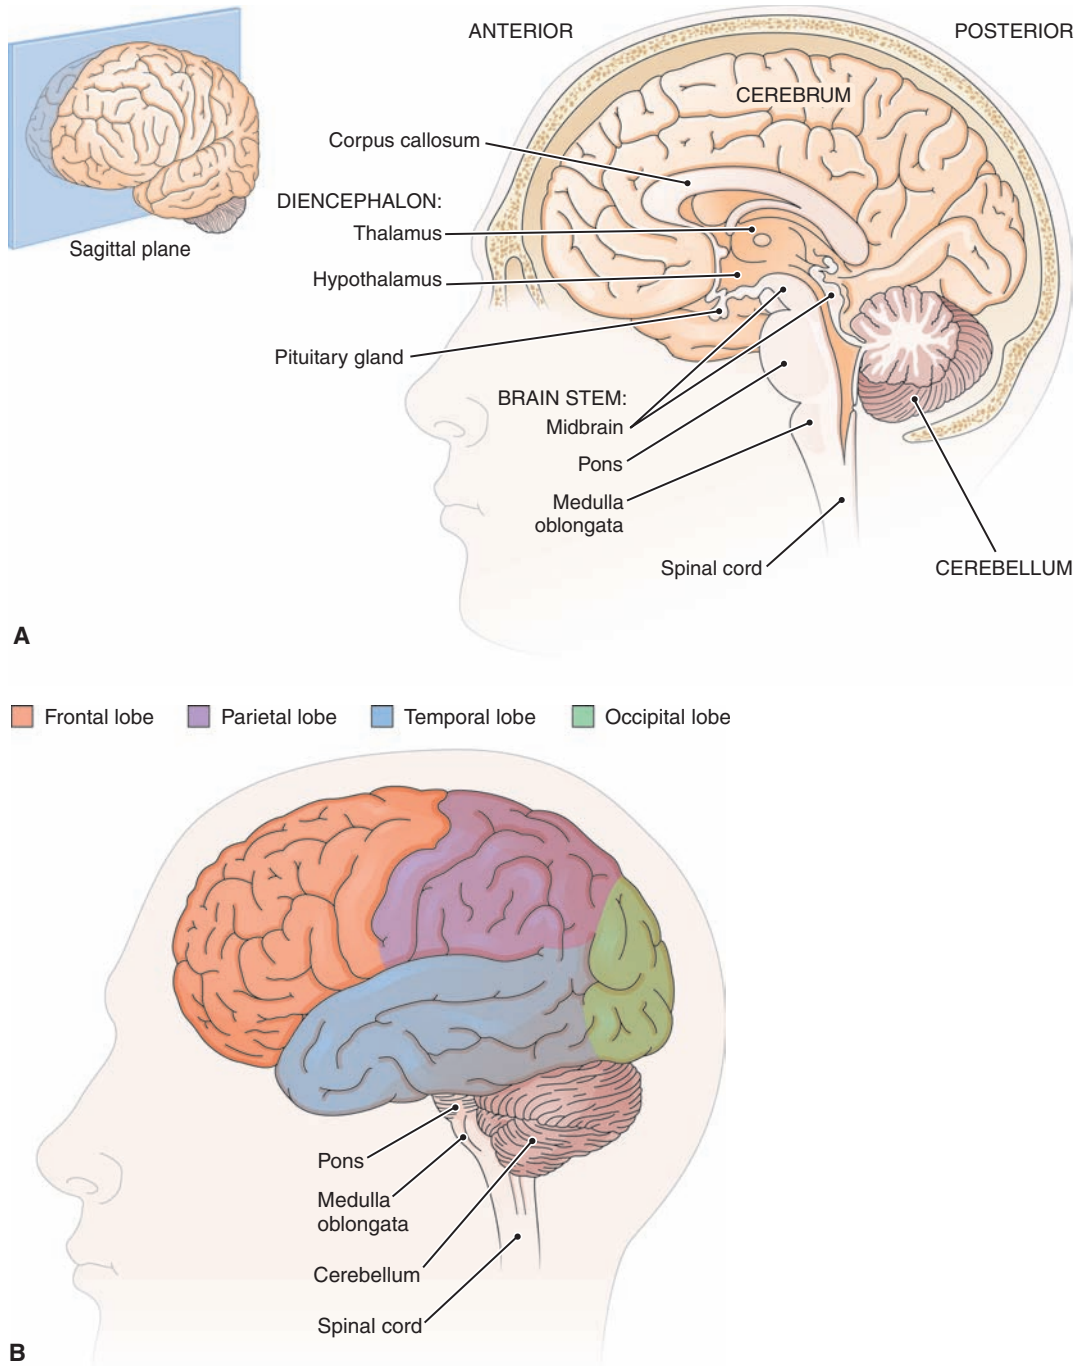 ANTERIOR
POSTERIOR
CEREBRUM
Corpus callosum
DIENCEPHALON:
Thalamus
Sagittal plane
Hypothalamus
Pituitary gland
BRAIN STEM:
Midbrain
Pons
Medulla
oblongata
Spinal cord
CEREBELLUM
A
Frontal lobe
Parietal lobe
Temporal lobe
Occipital lobe
Pons
Medulla
oblongata
Cerebellum
Spinal cord
B